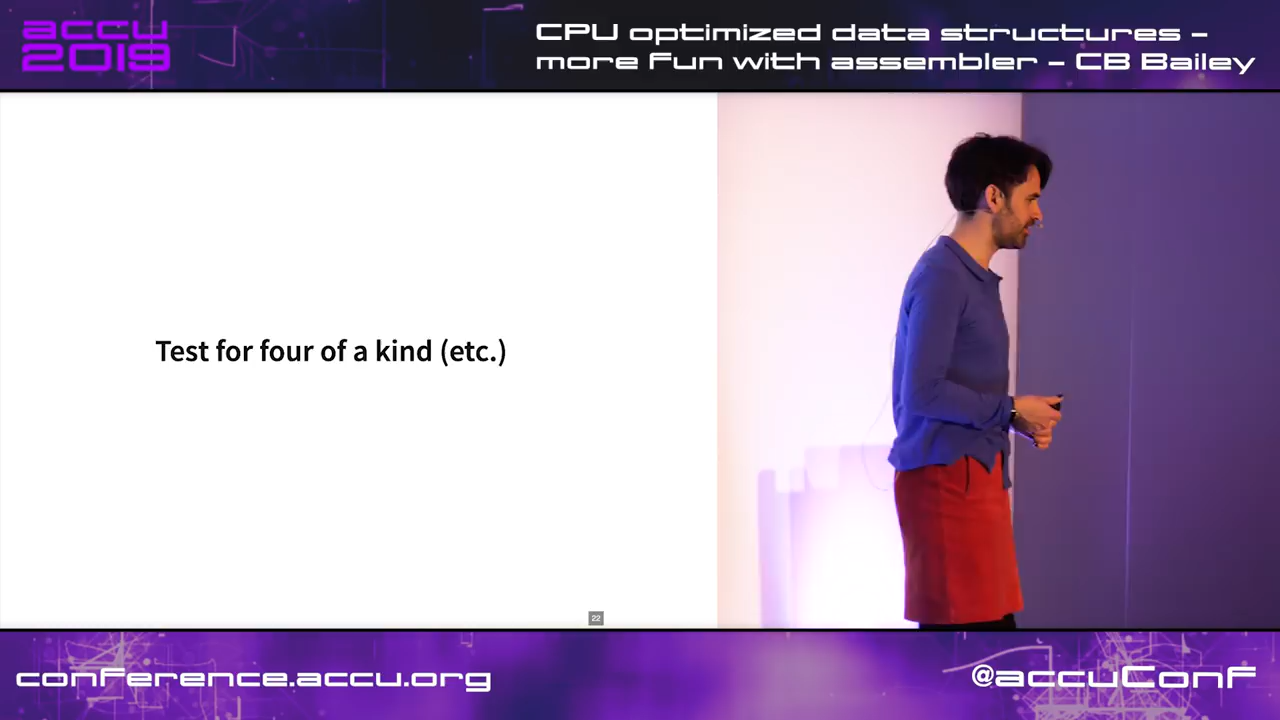 accu
2019
CPU optimized data structures –
more Fun with assembler – CB Bailey
Test for four of a kind (etc.)
22
conference.accu.org
@accuConf